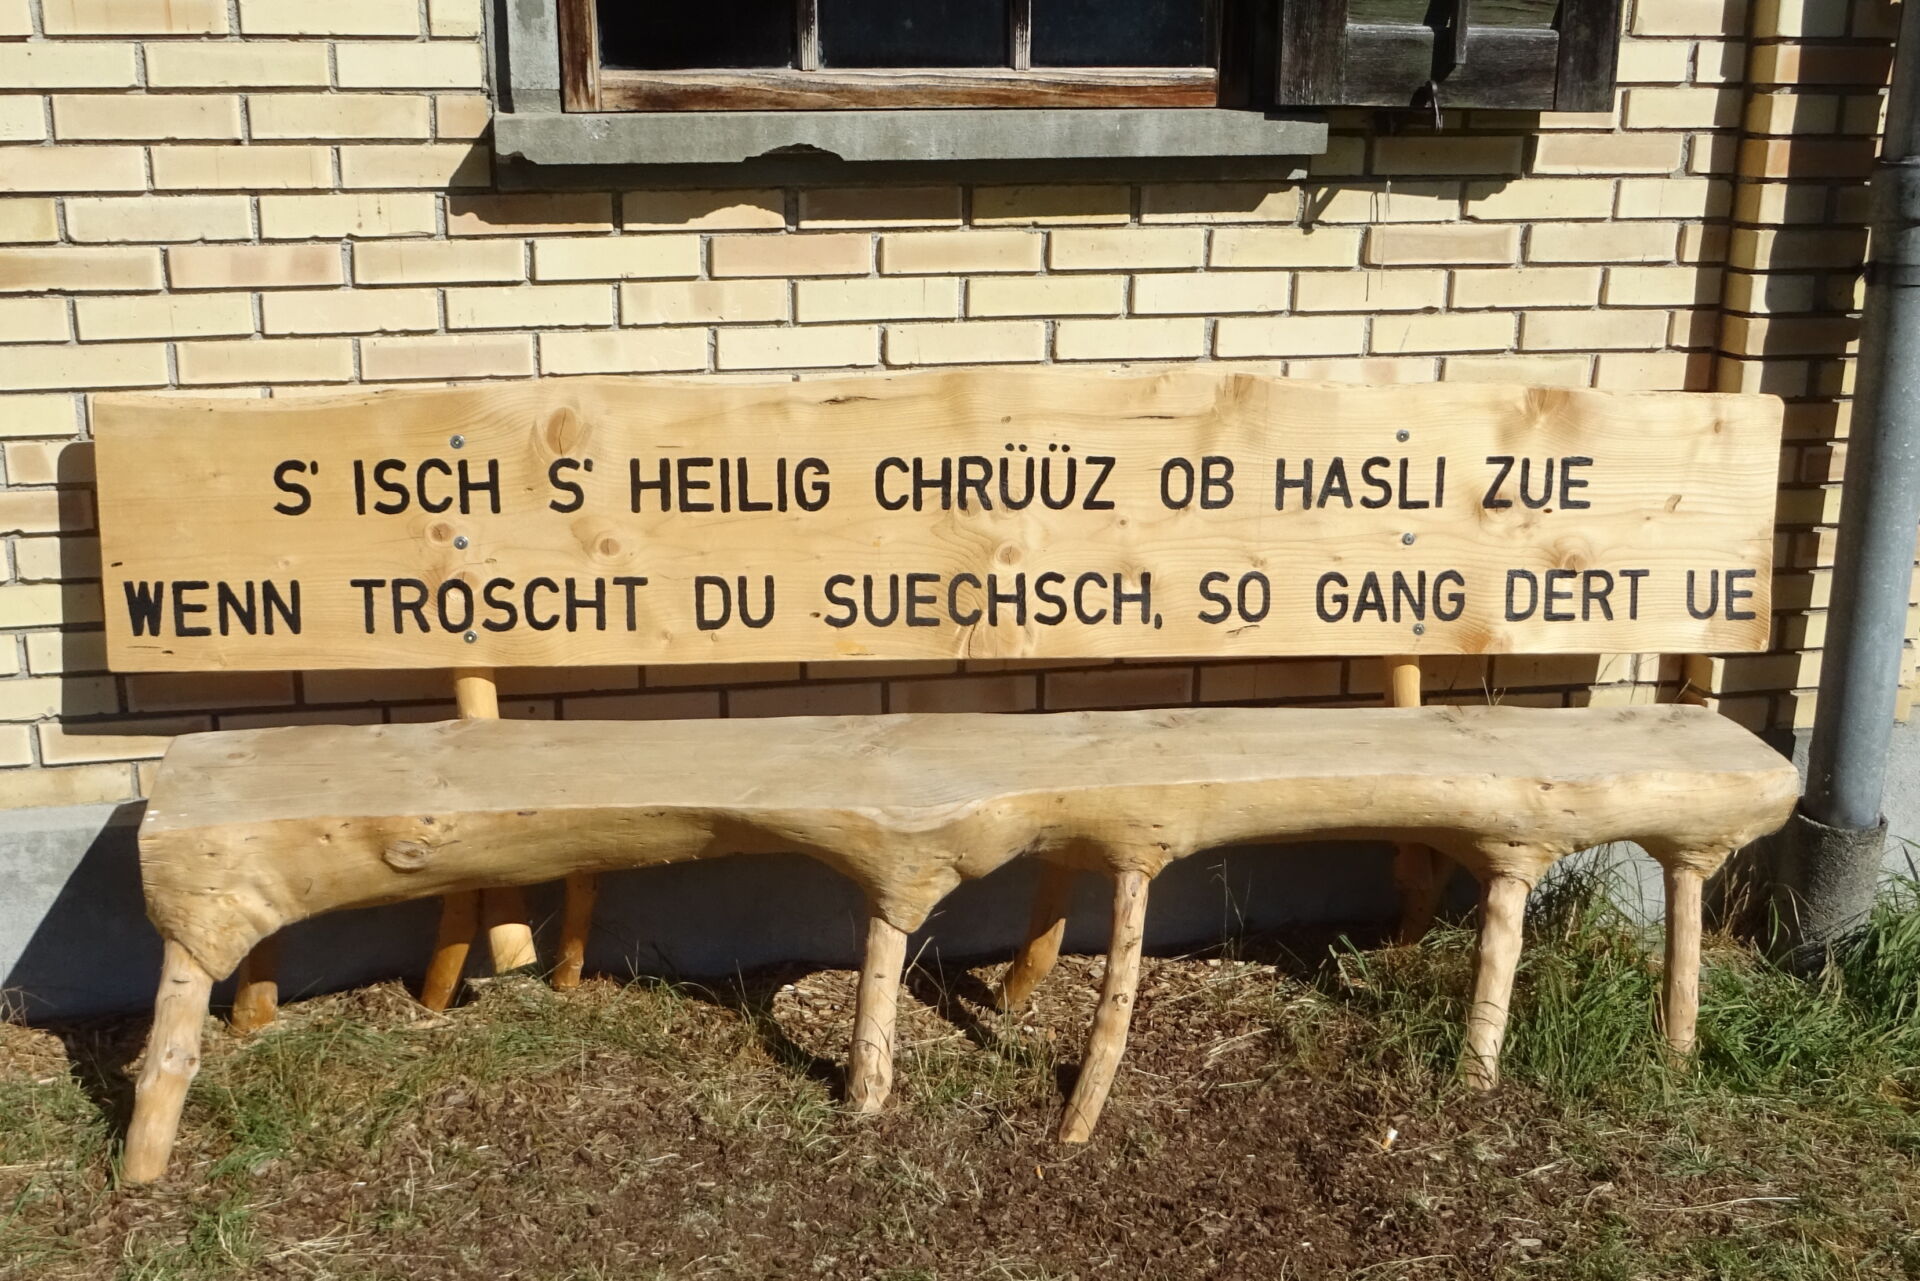 S' ISCH S' HEILIG CHRÜÜZ OB HASLI ZUE
WENN TROSCHT DU SUECHSCH, SO GANG DERT UE